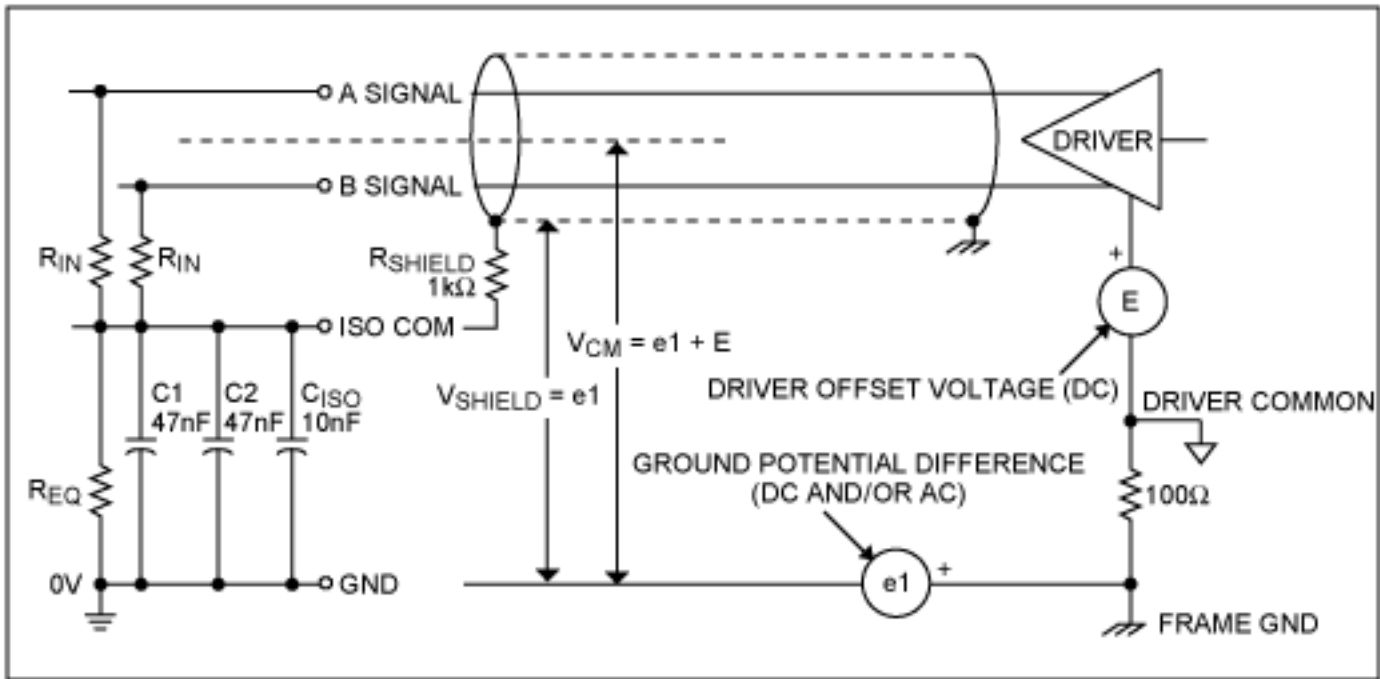 A SIGNAL
DRIVER
B SIGNAL
RIN
RIN
RSHIELD
1kΩ
+
E
ISO COM
VCM = e1 + E
C1
47nF
C2
47nF
CISO
10nF
VSHIELD = e1
DRIVER OFFSET VOLTAGE (DC)
DRIVER COMMON
GROUND POTENTIAL DIFFERENCE
(DC AND/OR AC)
REQ
100Ω
0V
GND
e1
+
FRAME GND